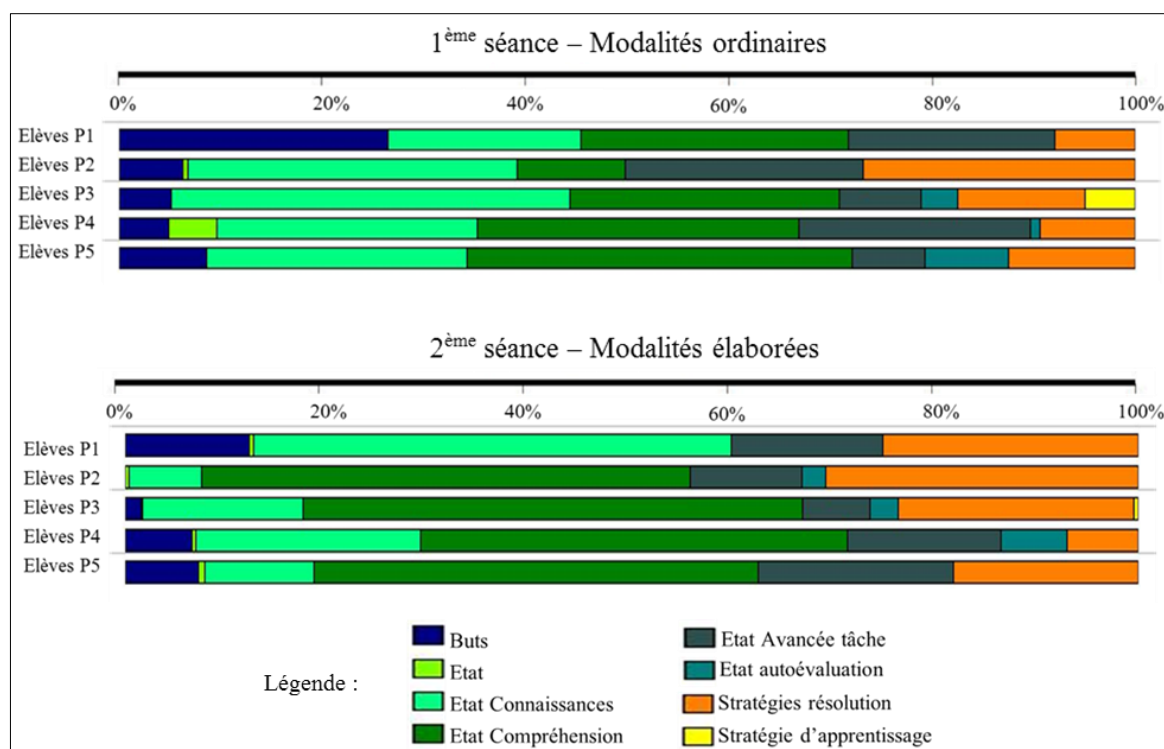 1ème séance – Modalités ordinaires
0% 20% 40% 60% 80% 100%
Elèves P1
Elèves P2
Elèves P3
Elèves P4
Elèves P5
2ème séance – Modalités élaborées
0% 20% 40% 60% 80% 100%
Elèves P1
Elèves P2
Elèves P3
Elèves P4
Elèves P5
Légende :
Buts
Etat
Etat Connaissances
Etat Compréhension
Etat Avancée tâche
Etat autoévaluation
Stratégies résolution
Stratégie d'apprentissage